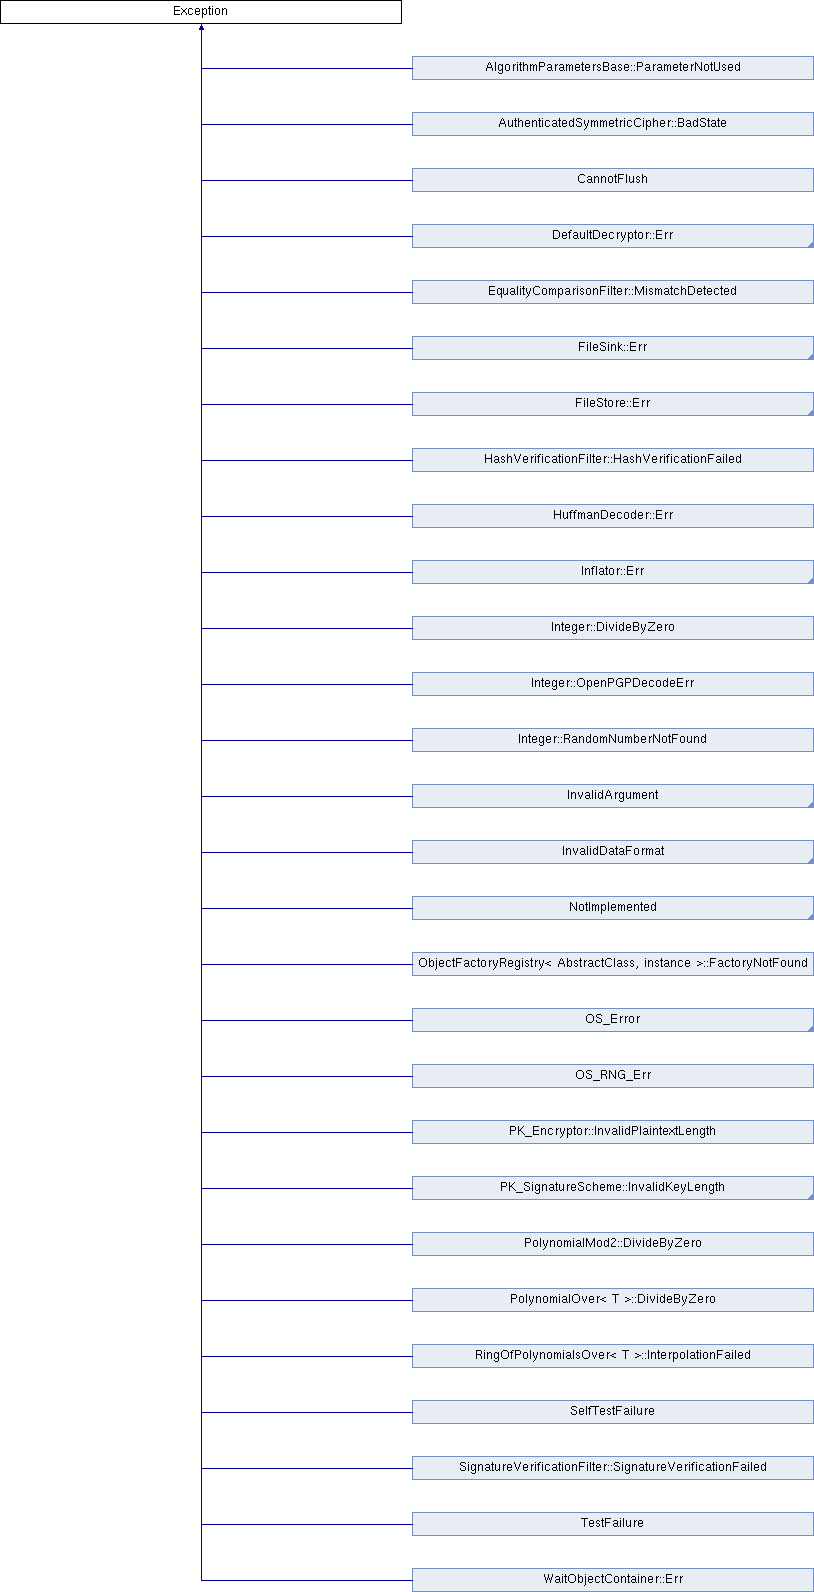 Exception
AlgorithmParametersBase::ParameterNotUsed
AuthenticatedSymmetricCipher::BadState
CannotFlush
DefaultDecryptor::Err
EqualityComparisonFilter::MismatchDetected
FileSink::Err
FileStore::Err
HashVerificationFilter::HashVerificationFailed
HuffmanDecoder::Err
Inflator::Err
Integer::DivideByZero
Integer::OpenPGPDecodeErr
Integer::RandomNumberNotFound
InvalidArgument
InvalidDataFormat
NotImplemented
ObjectFactoryRegistry< AbstractClass, instance >::FactoryNotFound
OS_Error
OS_RNG_Err
PK_Encryptor::InvalidPlaintextLength
PK_SignatureScheme::InvalidKeyLength
PolynomialMod2::DivideByZero
PolynomialOver< T >::DivideByZero
RingOfPolynomialsOver< T >::InterpolationFailed
SelfTestFailure
SignatureVerificationFilter::SignatureVerificationFailed
TestFailure
WaitObjectContainer::Err